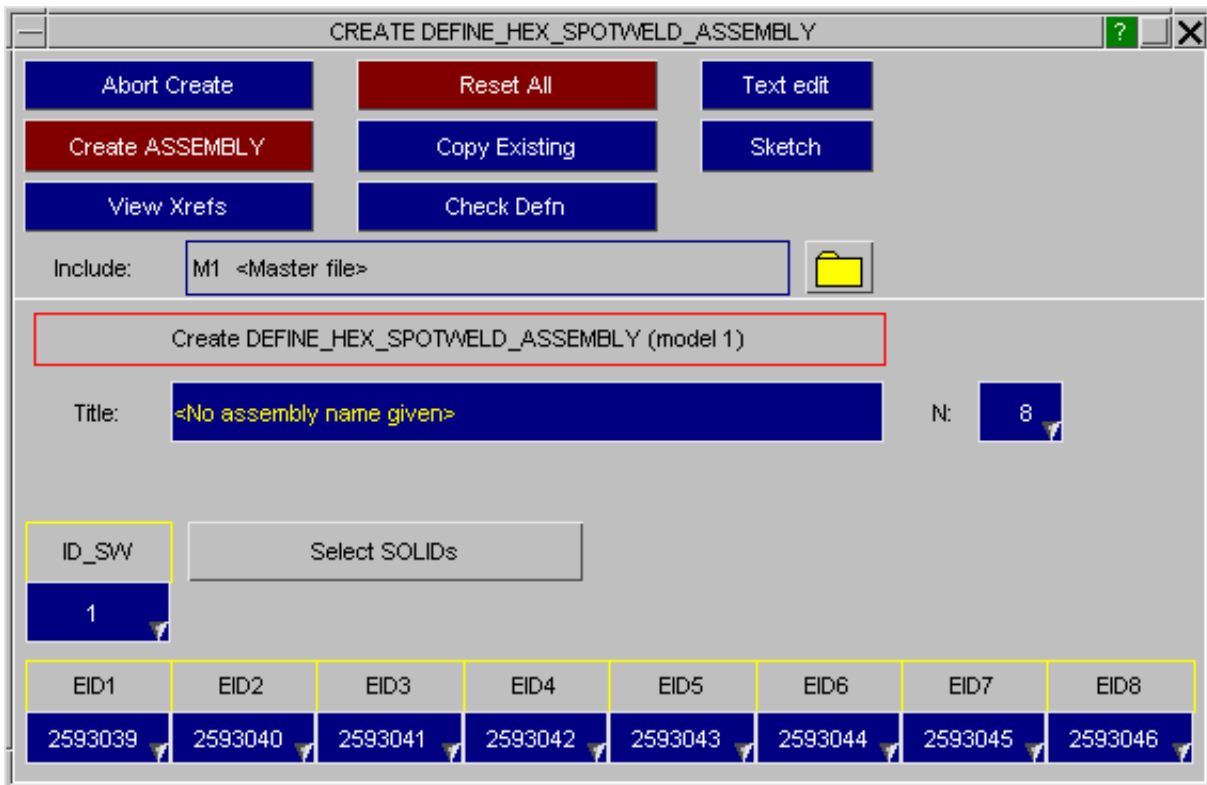 CREATE DEFINE_HEX_SPOTWELD_ASSEMBLY ?
Abort Create Reset All Text edit
Create ASSEMBLY Copy Existing Sketch
View Xrefs Check Defn
Include: M1 <Master file>
Create DEFINE_HEX_SPOTWELD_ASSEMBLY (model 1)
Title: <No assembly name given> N: 8
ID_SW Select SOLIDs
1
EID1 EID2 EID3 EID4 EID5 EID6 EID7 EID8
2593039 2593040 2593041 2593042 2593043 2593044 2593045 2593046